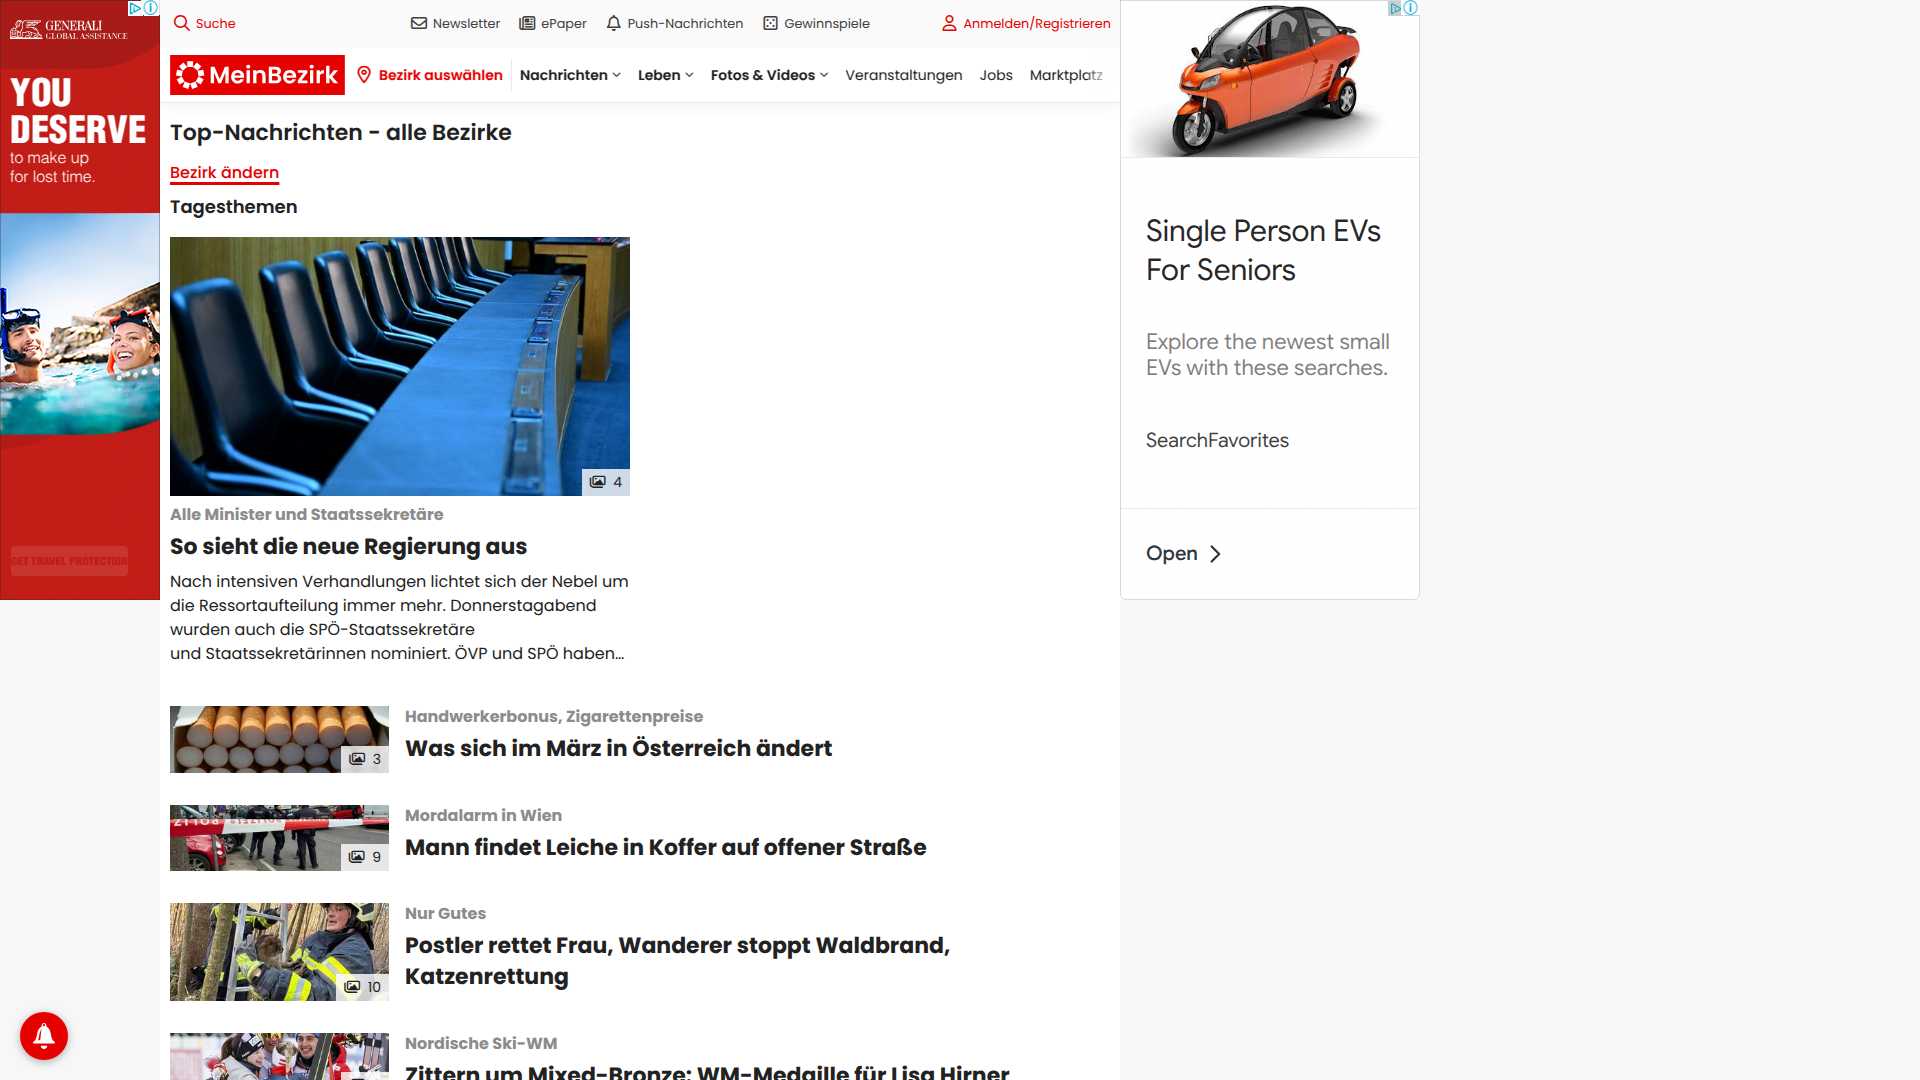 GENERALI
GLOBAL ASSISTANCE
YOU
DESERVE
to make up
for lost time.
GET TRAVEL PROTECTION
Suche
Newsletter
ePaper
Push-Nachrichten
Gewinnspiele
Anmelden/Registrieren
MeinBezirk
Bezirk auswählen
Nachrichten
Leben
Fotos & Videos
Veranstaltungen
Jobs
Marktplatz
Top-Nachrichten - alle Bezirke
Bezirk ändern
Tagesthemen
4
Alle Minister und Staatssekretäre
So sieht die neue Regierung aus
Nach intensiven Verhandlungen lichtet sich der Nebel um
die Ressortaufteilung immer mehr. Donnerstagabend
wurden auch die SPÖ-Staatssekretäre
und Staatssekretärinnen nominiert. ÖVP und SPÖ haben...
3
Handwerkerbonus, Zigarettenpreise
Was sich im März in Österreich ändert
9
Mordalarm in Wien
Mann findet Leiche in Koffer auf offener Straße
10
Nur Gutes
Postler rettet Frau, Wanderer stoppt Waldbrand,
Katzenrettung
Nordische Ski-WM
Zittern um Mixed-Bronze: WM-Medaille für Lisa Hirner
Single Person EVs
For Seniors
Explore the newest small
EVs with these searches.
SearchFavorites
Open